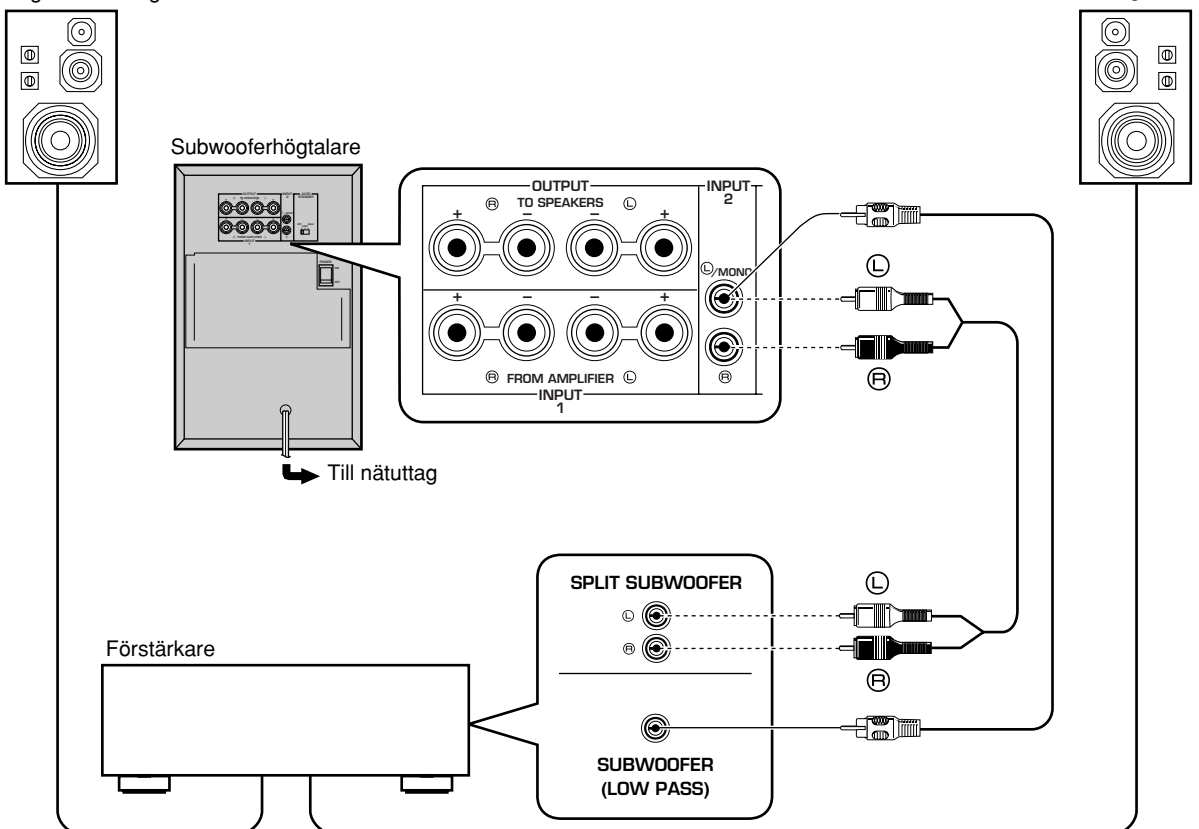 Subwooferhögtalare
OUTPUT
INPUT
2
Ⓡ TO SPEAKERS Ⓛ
+ − − +
Ⓛ/MONO
+ − − +
Ⓡ FROM AMPLIFIER Ⓛ
Ⓡ
INPUT
1
Ⓛ
Ⓡ
Till nätuttag
SPLIT SUBWOOFER
Ⓛ
Ⓡ
Ⓛ
Ⓡ
Förstärkare
SUBWOOFER
(LOW PASS)